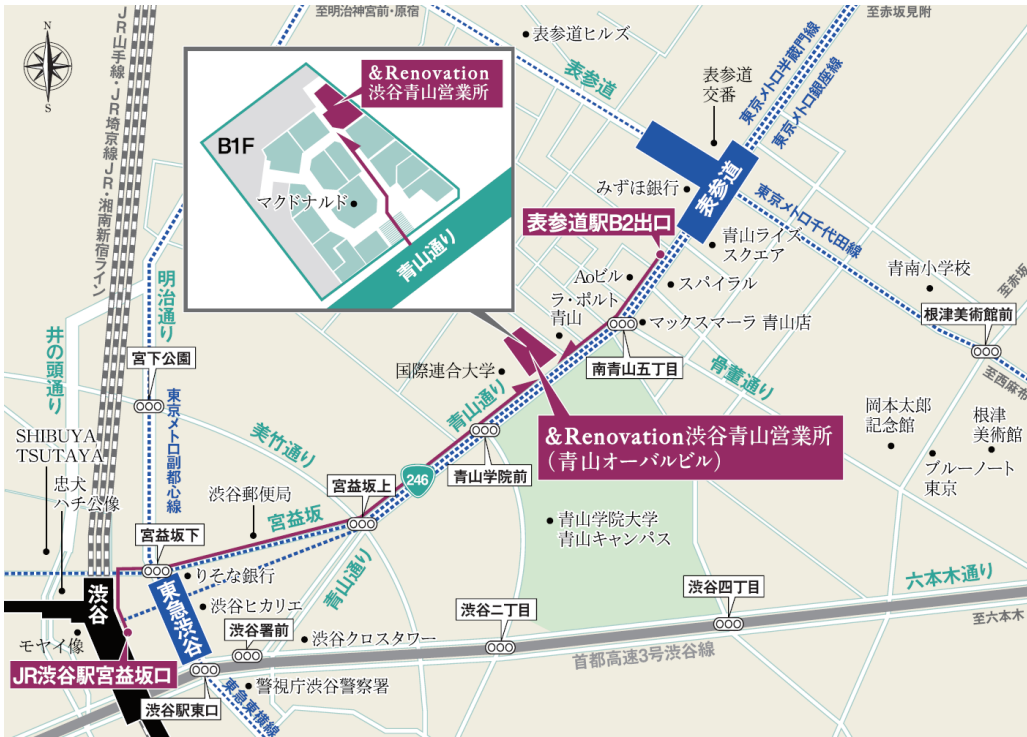 至明治神宮前・原宿
至赤坂見附
N
S
JR山手線・JR埼京線JR・湘南新宿ライン
表参道ヒルズ
表参道
表参道
交番
東京メトロ半蔵門線
東京メトロ銀座線
&Renovation
渋谷青山営業所
B1F
マクドナルド
青山通り
みずほ銀行
表参道
東京メトロ千代田線
表参道駅B2出口
青山ライズ
スクエア
Aoビル
スパイラル
青南小学校
至赤坂
ラ・ポルト
青山
マックスマーラ 青山店
根津美術館前
明治通り
井の頭通り
宮下公園
国際連合大学
南青山五丁目
骨董通り
至西麻布
東京メトロ副都心線
美竹通り
青山通り
岡本太郎
記念館
根津
美術館
&Renovation渋谷青山営業所
(青山オーバルビル)
SHIBUYA
TSUTAYA
忠犬
ハチ公像
青山学院前
ブルーノート
東京
246
渋谷郵便局
宮益坂上
宮益坂
宮益坂下
青山学院大学
青山キャンパス
りそな銀行
青山通り
渋谷
東急渋谷
渋谷ヒカリエ
渋谷二丁目
渋谷四丁目
六本木通り
至六本木
渋谷署前
渋谷クロスタワー
モヤイ像
首都高速3号渋谷線
JR渋谷駅宮益坂口
警視庁渋谷警察署
渋谷駅東口
東急東横線